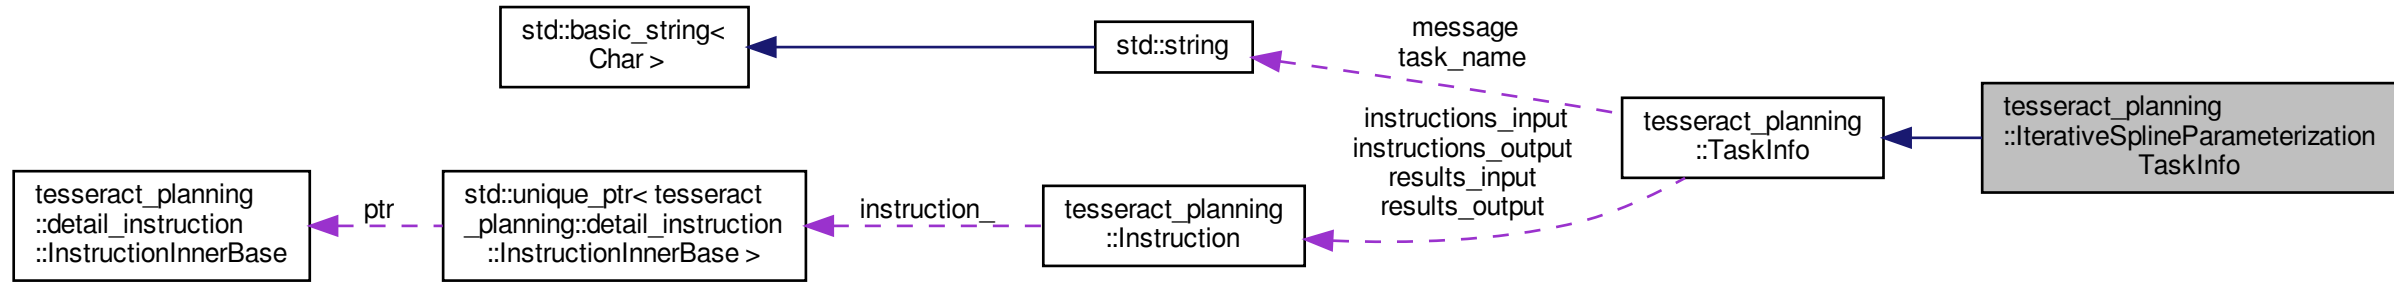 std::basic_string<
Char >
std::string
message
task_name
tesseract_planning
::IterativeSplineParameterization
TaskInfo
tesseract_planning
::TaskInfo
instructions_input
instructions_output
results_input
results_output
tesseract_planning
::Instruction
instruction_
std::unique_ptr< tesseract
_planning::detail_instruction
::InstructionInnerBase >
ptr
tesseract_planning
::detail_instruction
::InstructionInnerBase